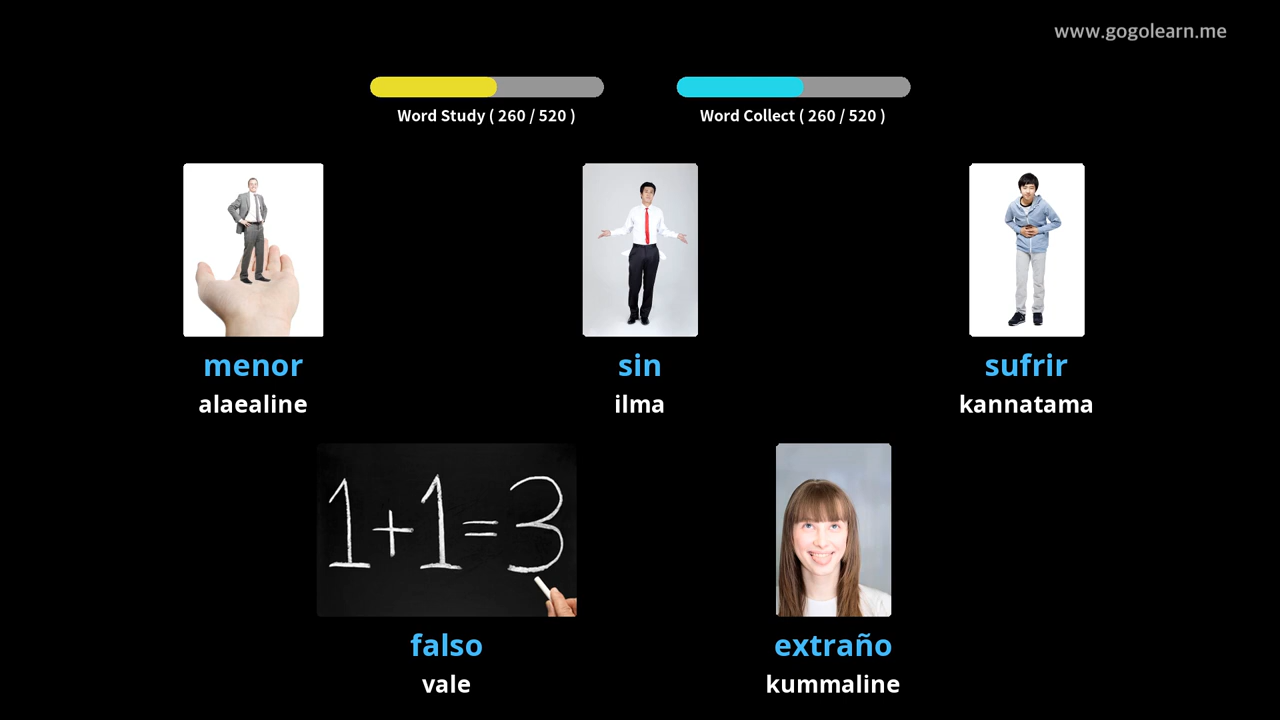 www.gogolearn.me
Word Study ( 260 / 520 )
Word Collect ( 260 / 520 )
menor
alaealine
sin
ilma
sufrir
kannatama
1+1=3
falso
vale
extraño
kummaline